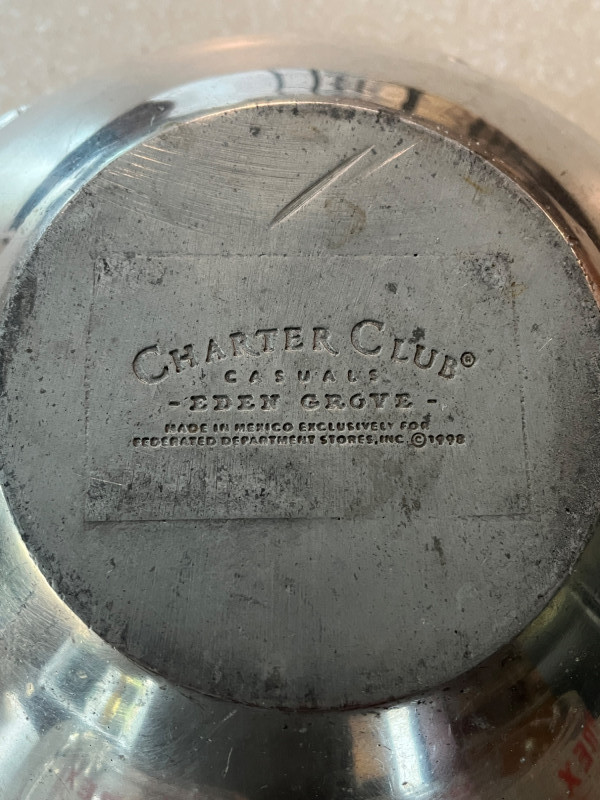 CHARTER CLUB®
CASUALS
- EDEN GROVE -
MADE IN MEXICO EXCLUSIVELY FOR
FEDERATED DEPARTMENT STORES, INC. ©1998